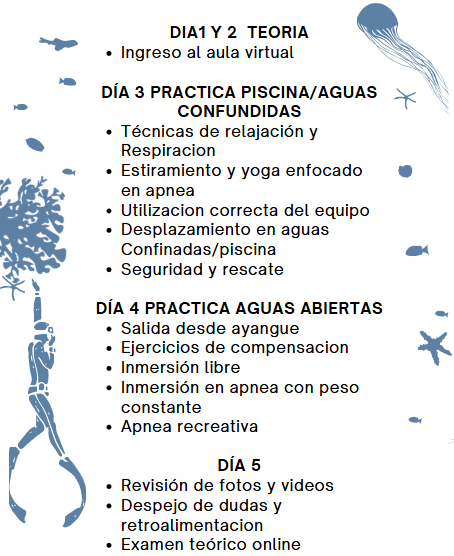 DIA1 Y 2 TEORIA
• Ingreso al aula virtual
DÍA 3 PRACTICA PISCINA/AGUAS
CONFUNDIDAS
• Técnicas de relajación y
Respiracion
• Estiramiento y yoga enfocado
en apnea
• Utilizacion correcta del equipo
• Desplazamiento en aguas
Confinadas/piscina
• Seguridad y rescate
DÍA 4 PRACTICA AGUAS ABIERTAS
• Salida desde ayangue
• Ejercicios de compensacion
• Inmersión libre
• Inmersión en apnea con peso
constante
• Apnea recreativa
DÍA 5
• Revisión de fotos y videos
• Despejo de dudas y
retroalimentacion
• Examen teórico online